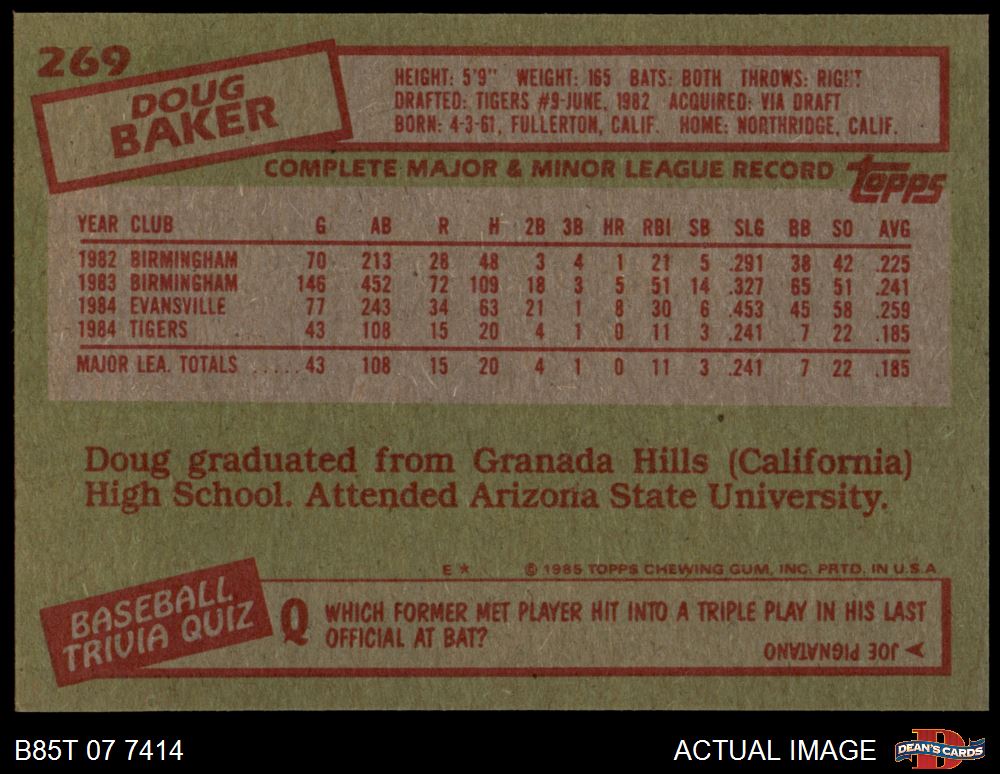 269
DOUG
BAKER
HEIGHT: 5'9" WEIGHT: 165 BATS: BOTH THROWS: RIGHT
DRAFTED: TIGERS #9-JUNE, 1982 ACQUIRED: VIA DRAFT
BORN: 4-3-61, FULLERTON, CALIF. HOME: NORTHRIDGE, CALIF.
COMPLETE MAJOR & MINOR LEAGUE RECORD
Topps
YEAR CLUB G AB R H 2B 3B HR RBI SB SLG BB SO AVG
1982 BIRMINGHAM 70 213 28 48 3 4 1 21 5 .291 38 42 .225
1983 BIRMINGHAM 146 452 72 109 18 3 5 51 14 .327 65 51 .241
1984 EVANSVILLE 77 243 34 63 21 1 8 30 6 .453 45 58 .259
1984 TIGERS 43 108 15 20 4 1 0 11 3 .241 7 22 .185
MAJOR LEA. TOTALS .....43 108 15 20 4 1 0 11 3 .241 7 22 .185
Doug graduated from Granada Hills (California)
High School. Attended Arizona State University.
E * © 1985 TOPPS CHEWING GUM, INC. PRTD. IN U.S.A
BASEBALL
TRIVIA QUIZ
Q WHICH FORMER MET PLAYER HIT INTO A TRIPLE PLAY IN HIS LAST
OFFICIAL AT BAT?
JOE PIGNATANO
B85T 07 7414
ACTUAL IMAGE
DEAN'S CARDS